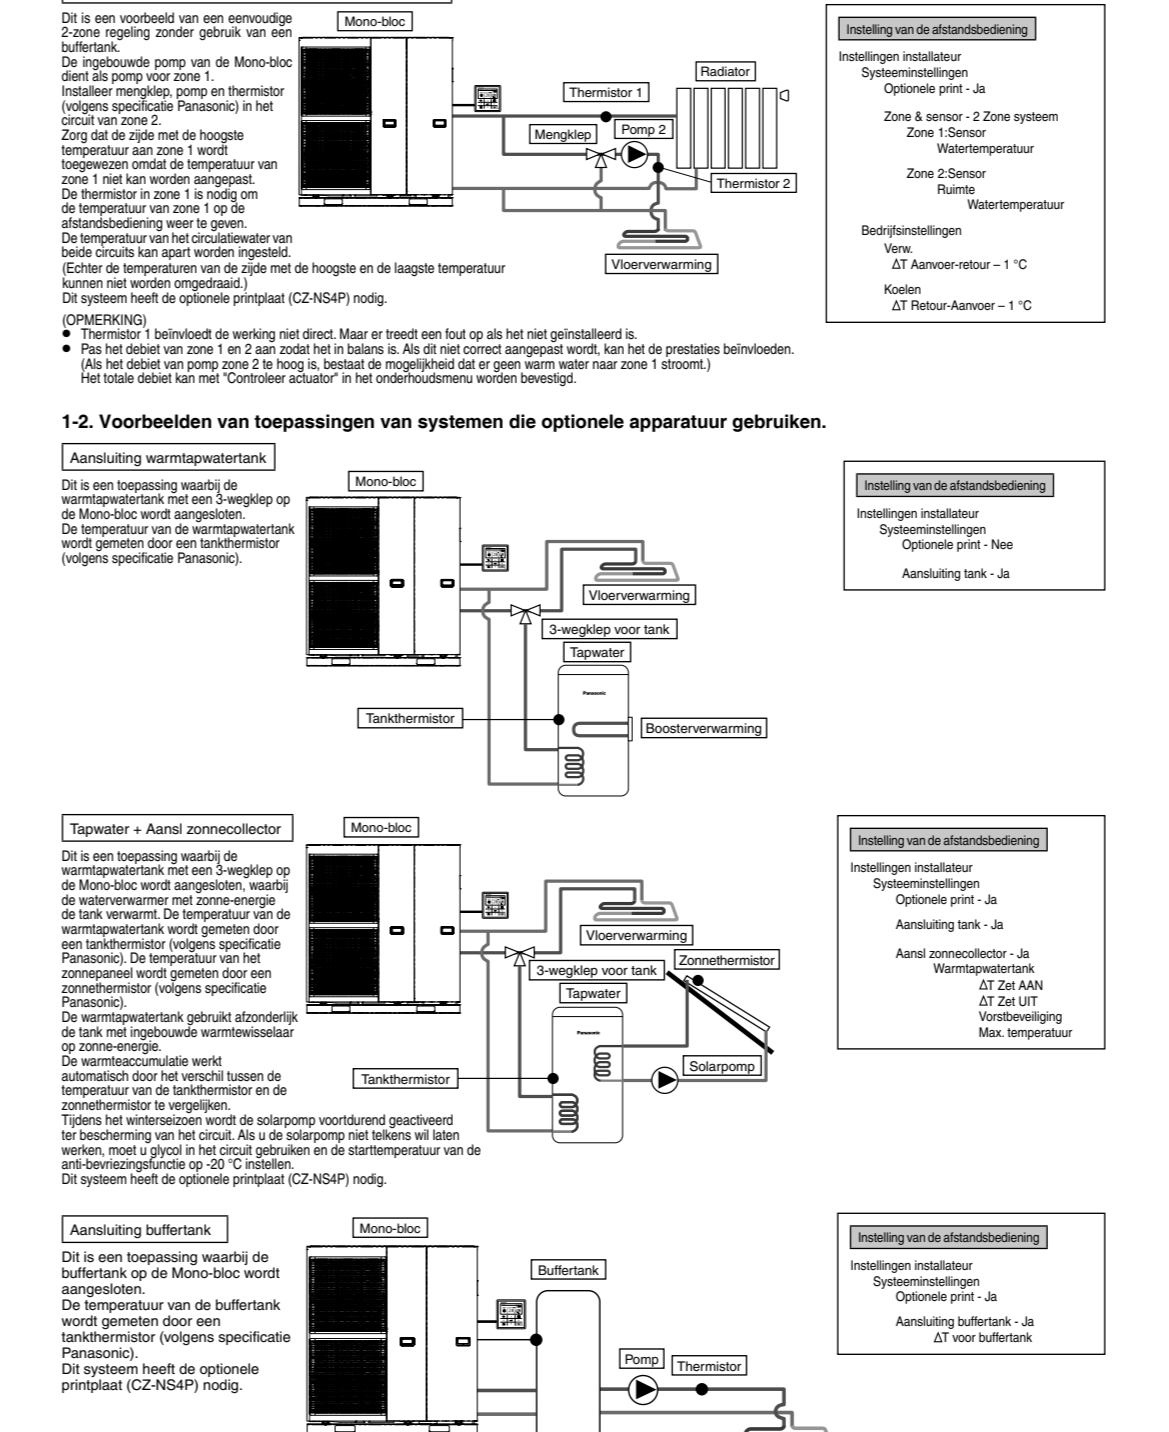 Dit is een voorbeeld van een eenvoudige
2-zone regeling zonder gebruik van een
buffertank.
De ingebouwde pomp van de Mono-bloc
dient als pomp voor zone 1.
Installeer mengklep, pomp en thermistor
(volgens specificatie Panasonic) in het
circuit van zone 2.
Zorg dat de zijde met de hoogste
temperatuur aan zone 1 wordt
toegewezen omdat de temperatuur van
zone 1 niet kan worden aangepast.
De thermistor in zone 1 is nodig om
de temperatuur van zone 1 op de
afstandsbediening weer te geven.
De temperatuur van het circulatiewater van
beide circuits kan apart worden ingesteld.
(Echter de temperaturen van de zijde met de hoogste en de laagste temperatuur
kunnen niet worden omgedraaid.)
Dit systeem heeft de optionele printplaat (CZ-NS4P) nodig.
Mono-bloc
Radiator
Thermistor 1
Mengklep
Pomp 2
Thermistor 2
Vloerverwarming
Instelling van de afstandsbediening
Instellingen installateur
Systeeminstellingen
Optionele print - Ja
Zone & sensor - 2 Zone systeem
Zone 1:Sensor
Watertemperatuur
Zone 2:Sensor
Ruimte
Watertemperatuur
Bedrijfsinstellingen
Verw.
ΔT Aanvoer-retour – 1 °C
Koelen
ΔT Retour-Aanvoer – 1 °C
(OPMERKING)
● Thermistor 1 beïnvloedt de werking niet direct. Maar er treedt een fout op als het niet geïnstalleerd is.
● Pas het debiet van zone 1 en 2 aan zodat het in balans is. Als dit niet correct aangepast wordt, kan het de prestaties beïnvloeden.
(Als het debiet van pomp zone 2 te hoog is, bestaat de mogelijkheid dat er geen warm water naar zone 1 stroomt.)
Het totale debiet kan met "Controleer actuator" in het onderhoudsmenu worden bevestigd.
1-2. Voorbeelden van toepassingen van systemen die optionele apparatuur gebruiken.
Aansluiting warmtapwatertank
Dit is een toepassing waarbij de
warmtapwatertank met een 3-wegklep op
de Mono-bloc wordt aangesloten.
De temperatuur van de warmtapwatertank
wordt gemeten door een tankthermistor
(volgens specificatie Panasonic).
Mono-bloc
Vloerverwarming
3-wegklep voor tank
Tapwater
Panasonic
Tankthermistor
Boosterverwarming
Instelling van de afstandsbediening
Instellingen installateur
Systeeminstellingen
Optionele print - Nee
Aansluiting tank - Ja
Tapwater + Aansl zonnecollector
Dit is een toepassing waarbij de
warmtapwatertank met een 3-wegklep op
de Mono-bloc wordt aangesloten, waarbij
de waterverwarmer met zonne-energie
de tank verwarmt. De temperatuur van de
warmtapwatertank wordt gemeten door
een tankthermistor (volgens specificatie
Panasonic). De temperatuur van het
zonnepaneel wordt gemeten door een
zonnethermistor (volgens specificatie
Panasonic).
De warmtapwatertank gebruikt afzonderlijk
de tank met ingebouwde warmtewisselaar
op zonne-energie.
De warmteaccumulatie werkt
automatisch door het verschil tussen de
temperatuur van de tankthermistor en de
zonnethermistor te vergelijken.
Tijdens het winterseizoen wordt de solarpomp voortdurend geactiveerd
ter bescherming van het circuit. Als u de solarpomp niet telkens wil laten
werken, moet u glycol in het circuit gebruiken en de starttemperatuur van de
anti-bevriezingsfunctie op -20 °C instellen.
Dit systeem heeft de optionele printplaat (CZ-NS4P) nodig.
Mono-bloc
Vloerverwarming
Zonnethermistor
3-wegklep voor tank
Tapwater
Panasonic
Solarpomp
Tankthermistor
Instelling van de afstandsbediening
Instellingen installateur
Systeeminstellingen
Optionele print - Ja
Aansluiting tank - Ja
Aansl zonnecollector - Ja
Warmtapwatertank
ΔT Zet AAN
ΔT Zet UIT
Vorstbeveiliging
Max. temperatuur
Aansluiting buffertank
Dit is een toepassing waarbij de
buffertank op de Mono-bloc wordt
aangesloten.
De temperatuur van de buffertank
wordt gemeten door een
tankthermistor (volgens specificatie
Panasonic).
Dit systeem heeft de optionele
printplaat (CZ-NS4P) nodig.
Mono-bloc
Buffertank
Pomp
Thermistor
Instelling van de afstandsbediening
Instellingen installateur
Systeeminstellingen
Optionele print - Ja
Aansluiting buffertank - Ja
ΔT voor buffertank